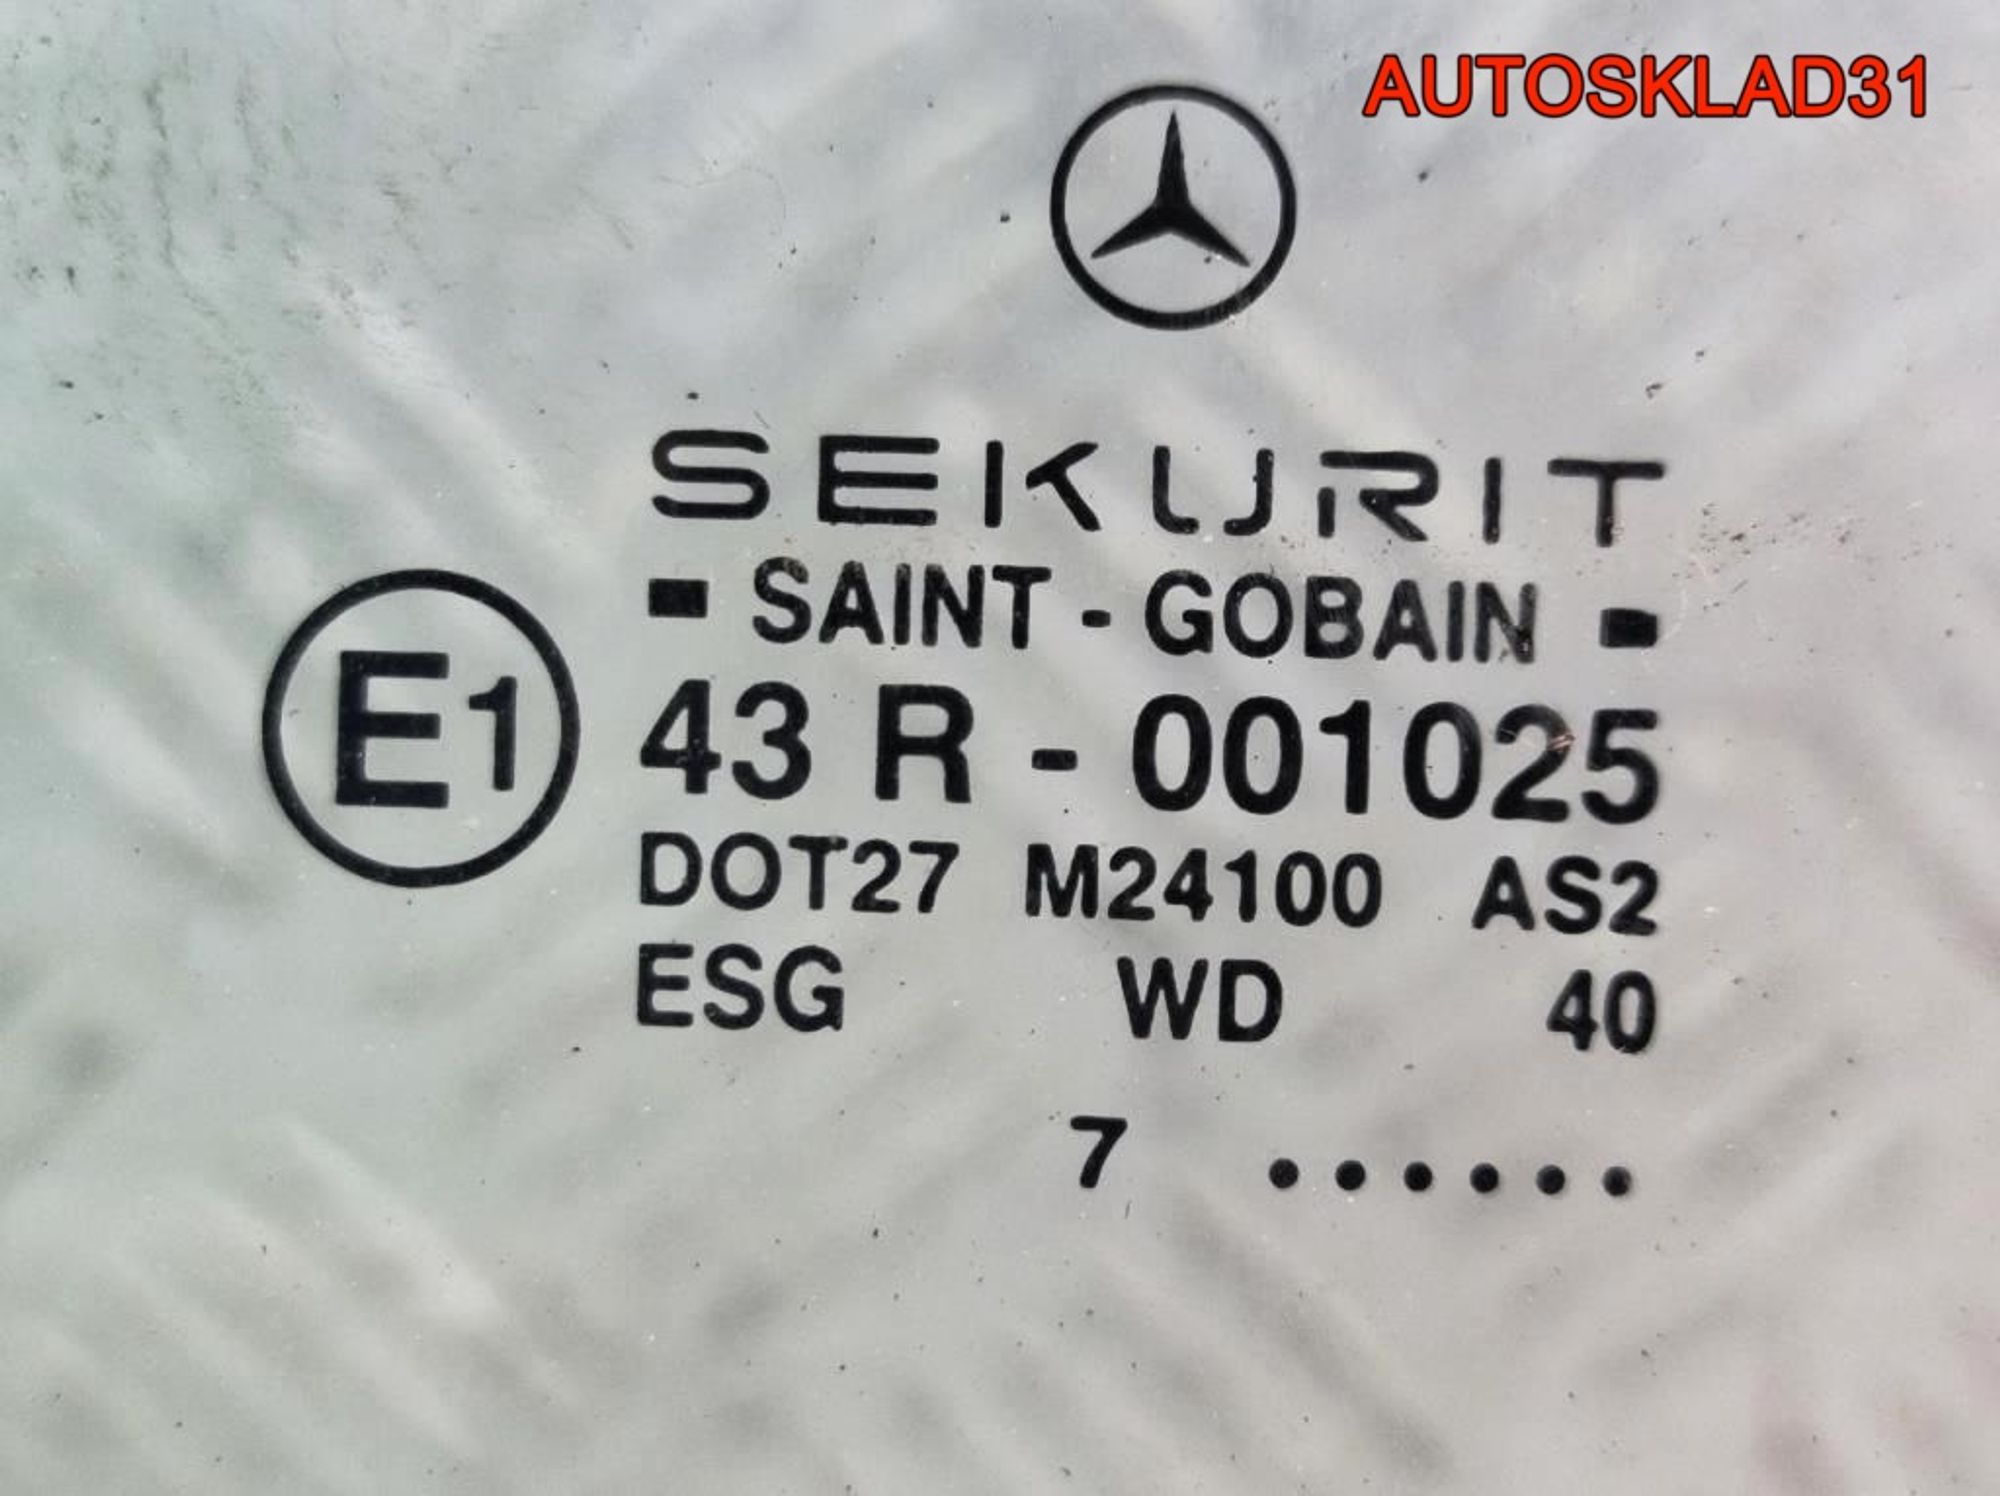 AUTOSKLAD31
SEKURIT
SAINT - GOBAIN
E1
43 R - 001025
DOT27 M24100 AS2
ESG WD 40
7 ......